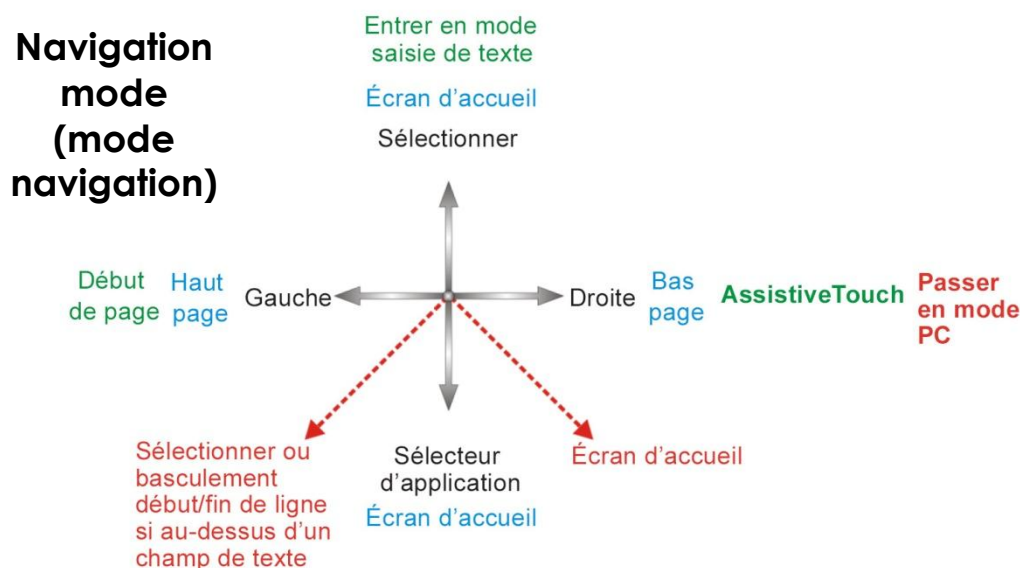 Navigation
mode
(mode
navigation)
Entrer en mode
saisie de texte
Écran d’accueil
Sélectionner
Début
de page
Haut
page
Gauche
Droite
Bas
page
AssistiveTouch
Passer
en mode
PC
Sélectionner ou
basculement
début/fin de ligne
si au-dessus d’un
champ de texte
Sélecteur
d’application
Écran d’accueil
Écran d’accueil